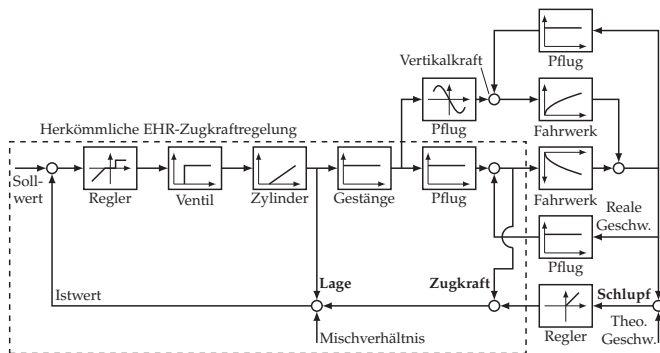 Pflug
Vertikalkraft
Pflug
Fahrwerk
Herkömmliche EHR-Zugkraftregelung
Soll-
wert
Regler
Ventil
Zylinder
Gestänge
Pflug
Fahrwerk
Reale
Geschw.
Pflug
Lage
Zugkraft
Schlupf
Istwert
Regler
Theo.
Geschw.
Mischverhältnis